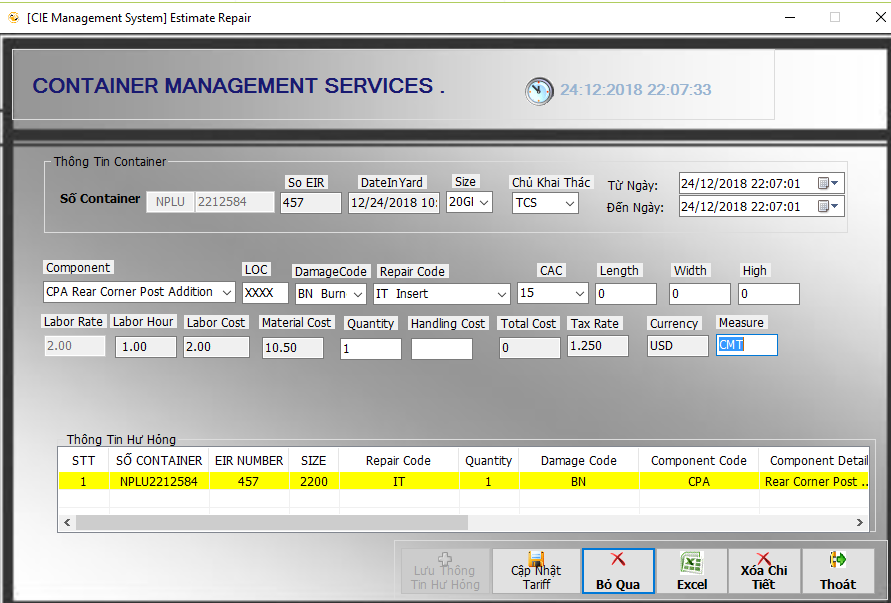 [CIE Management System] Estimate Repair
CONTAINER MANAGEMENT SERVICES .
24:12:2018 22:07:33
Thông Tin Container
Số Container NPLU 2212584
So EIR
457
DateInYard
12/24/2018 10:
Size
20GI
Chủ Khai Thác
TCS
Từ Ngày: 24/12/2018 22:07:01
Đến Ngày: 24/12/2018 22:07:01
Component LOC DamageCode Repair Code CAC Length Width High
CPA Rear Corner Post Addition XXXX BN Burn IT Insert 15 0 0 0
Labor Rate Labor Hour Labor Cost Material Cost Quantity Handling Cost Total Cost Tax Rate Currency Measure
2.00 1.00 2.00 10.50 1 0 1.250 USD CMT
Thông Tin Hư Hỏng
STT SỐ CONTAINER EIR NUMBER SIZE Repair Code Quantity Damage Code Component Code Component Detail
1 NPLU2212584 457 2200 IT 1 BN CPA Rear Corner Post ...
Lưu Thông Tin Hư Hỏng
Cập Nhật Tariff
Bỏ Qua
Excel
Xóa Chi Tiết
Thoát